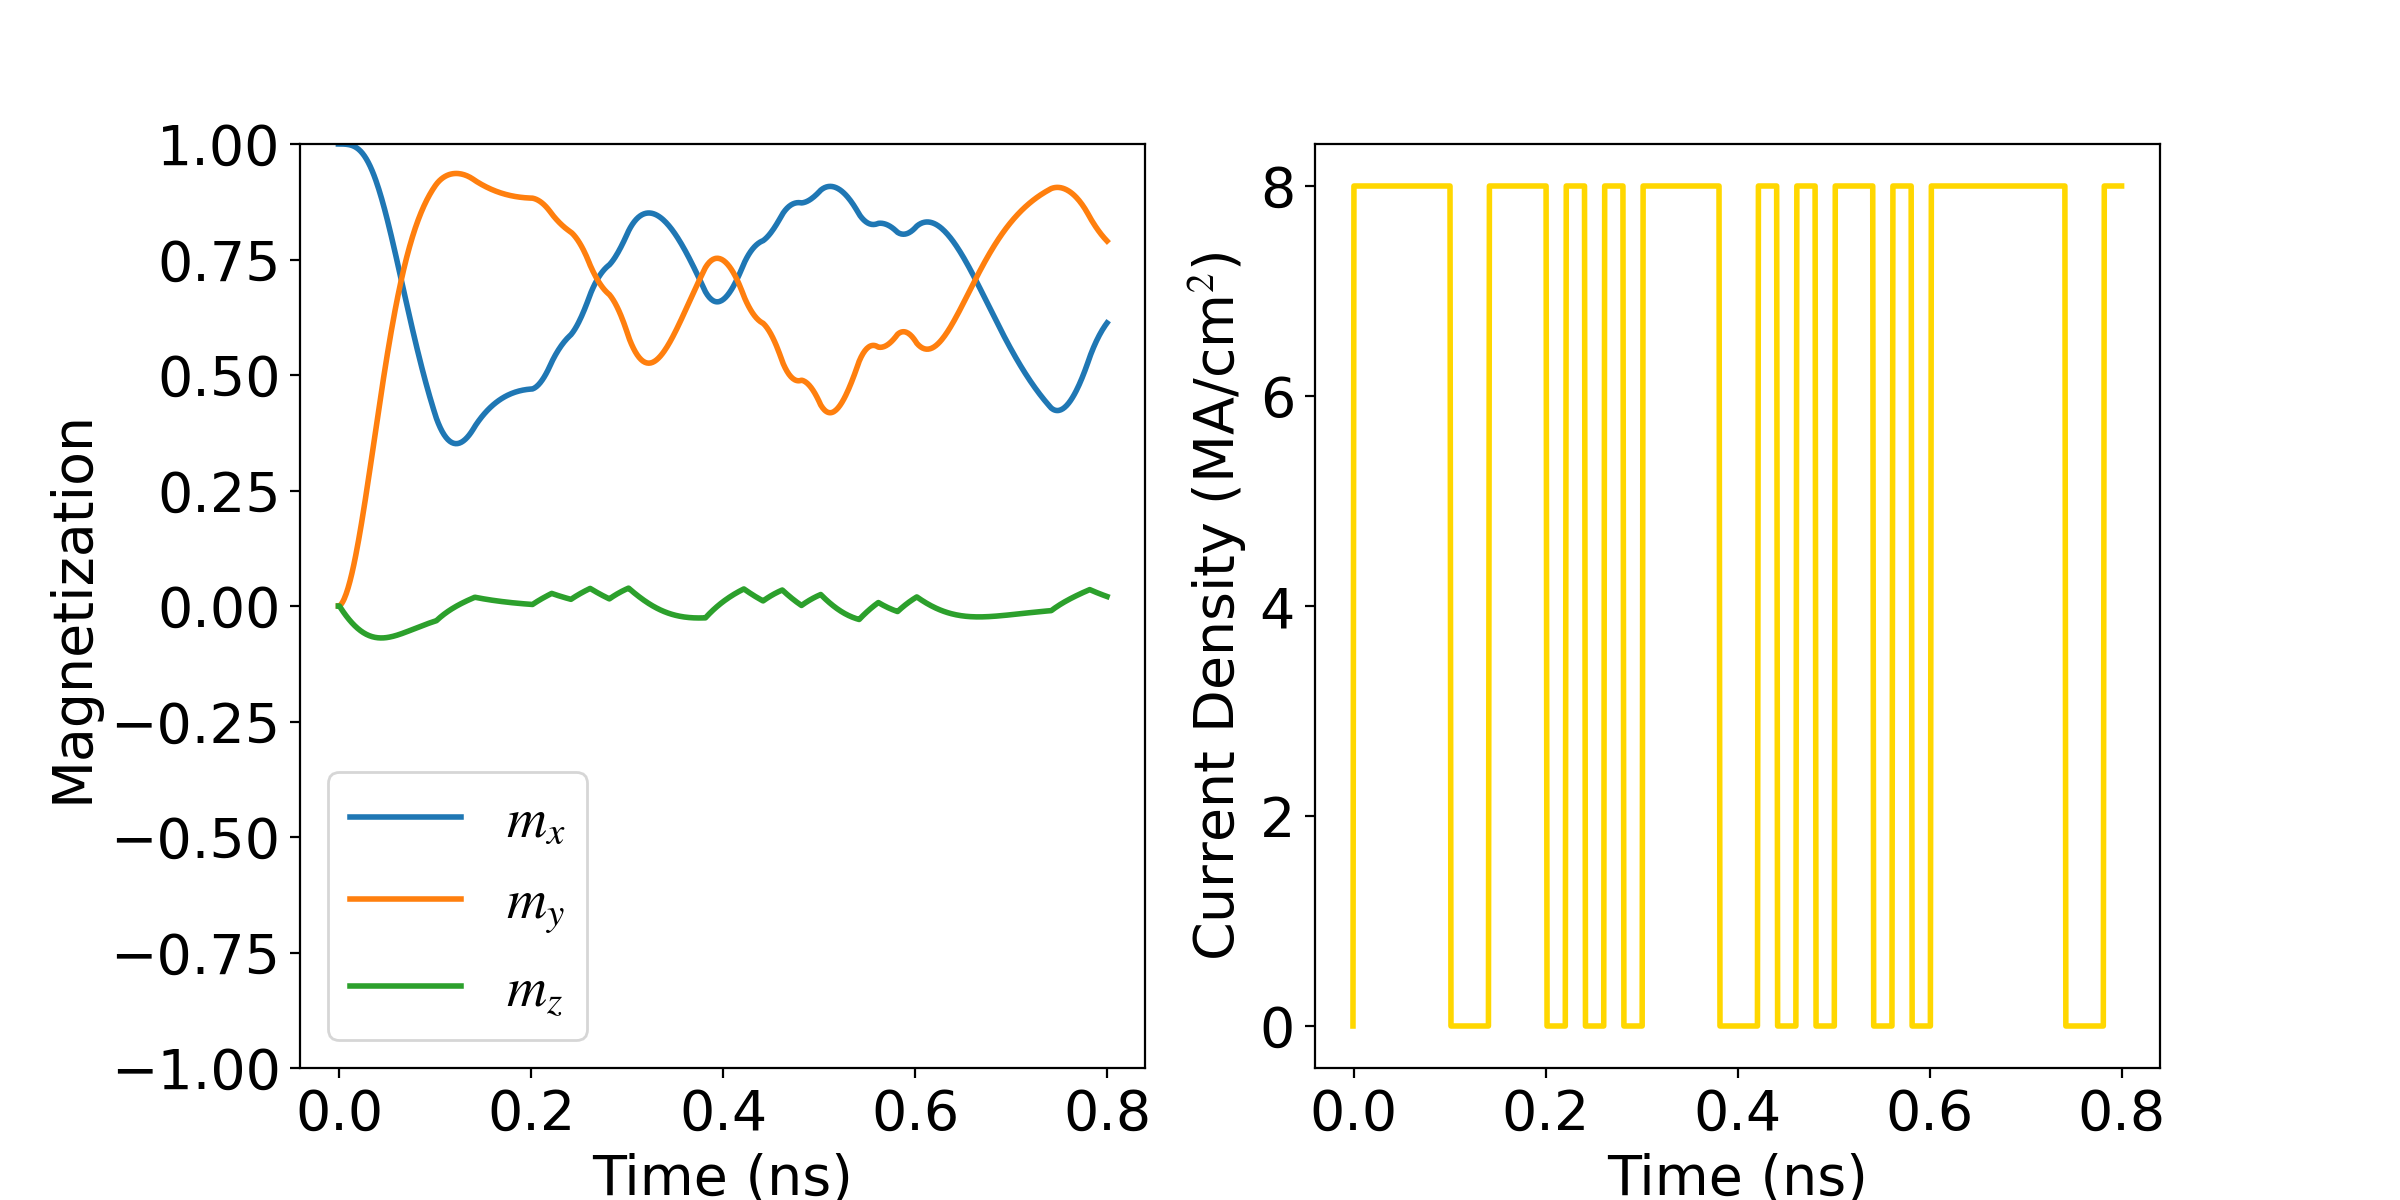 1.00
0.75
0.50
0.25
0.00
−0.25
−0.50
−0.75
−1.00
Magnetization
m_x
m_y
m_z
0.0 0.2 0.4 0.6 0.8
Time (ns)
8
6
4
2
0
Current Density (MA/cm²)
0.0 0.2 0.4 0.6 0.8
Time (ns)